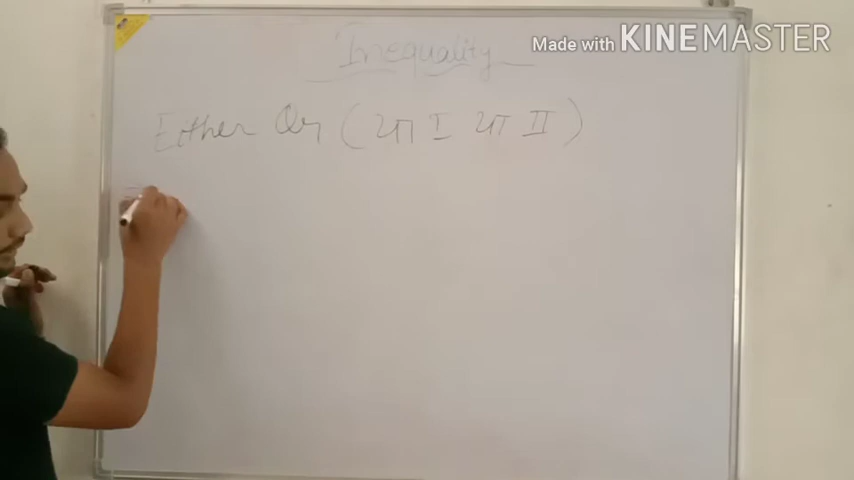 Made with KINEMASTER
Inequality
Either Or (या I या II)